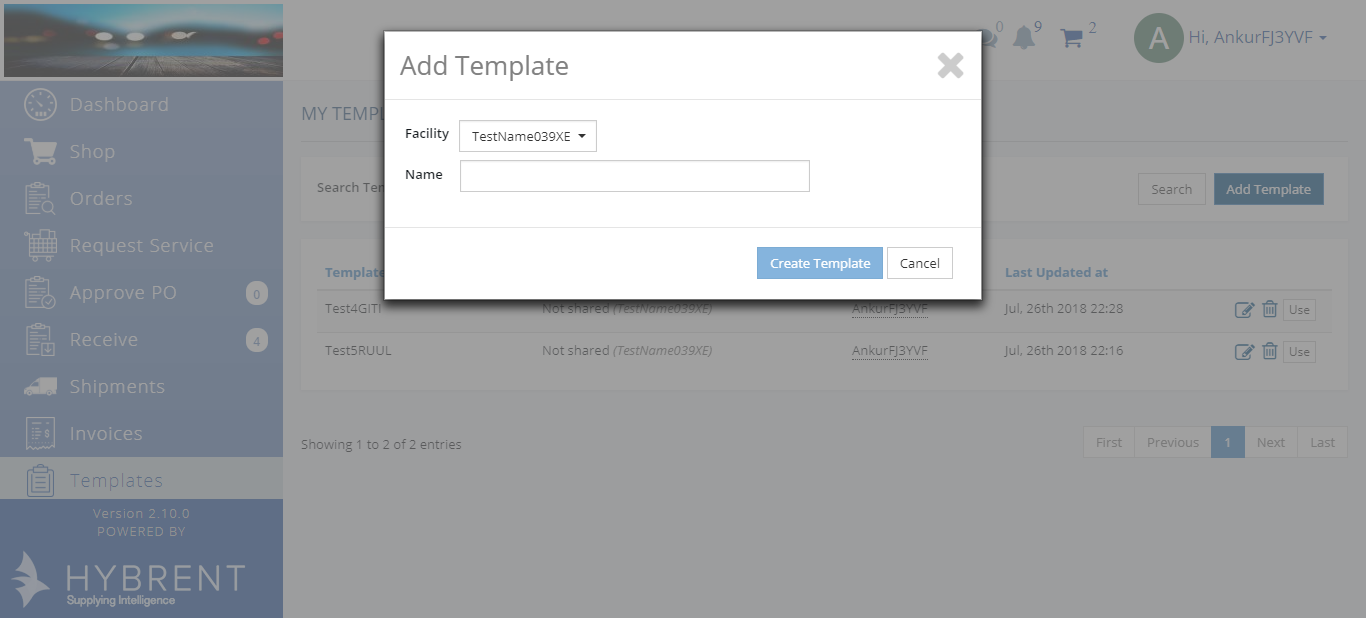 0
9
2
A
Hi, AnkurFJ3YVF
Add Template
Facility
TestName039XE
Name
Create Template
Cancel
Dashboard
Shop
Orders
Request Service
Approve PO
0
Receive
4
Shipments
Invoices
Templates
Version 2.10.0
POWERED BY
HYBRENT
Supplying Intelligence
MY TEMPL
Search Ter
Search
Add Template
Template
Last Updated at
Test4GITI
Not shared (TestName039XE)
AnkurFJ3YVF
Jul, 26th 2018 22:28
Use
Test5RUUL
Not shared (TestName039XE)
AnkurFJ3YVF
Jul, 26th 2018 22:16
Use
Showing 1 to 2 of 2 entries
First
Previous
1
Next
Last